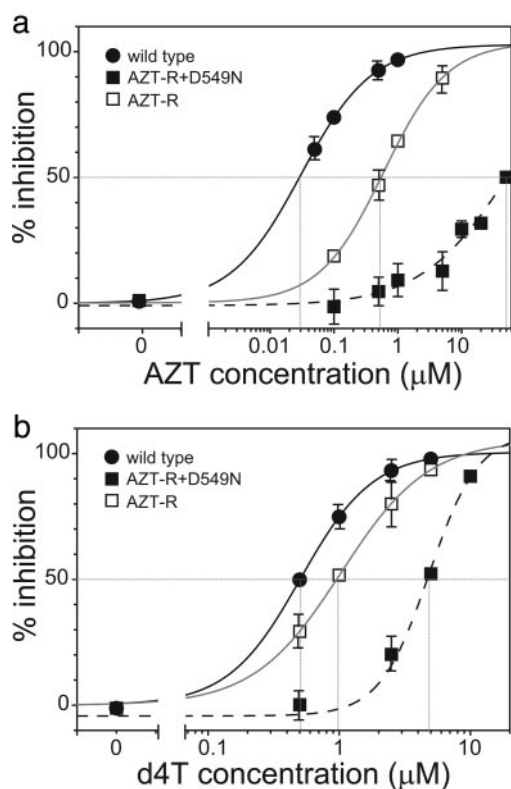 a
100
50
0
% inhibition
wild type
AZT-R+D549N
AZT-R
0
0.01
0.1
1
10
AZT concentration (μM)
b
100
50
0
% inhibition
wild type
AZT-R+D549N
AZT-R
0
0.1
1
10
d4T concentration (μM)